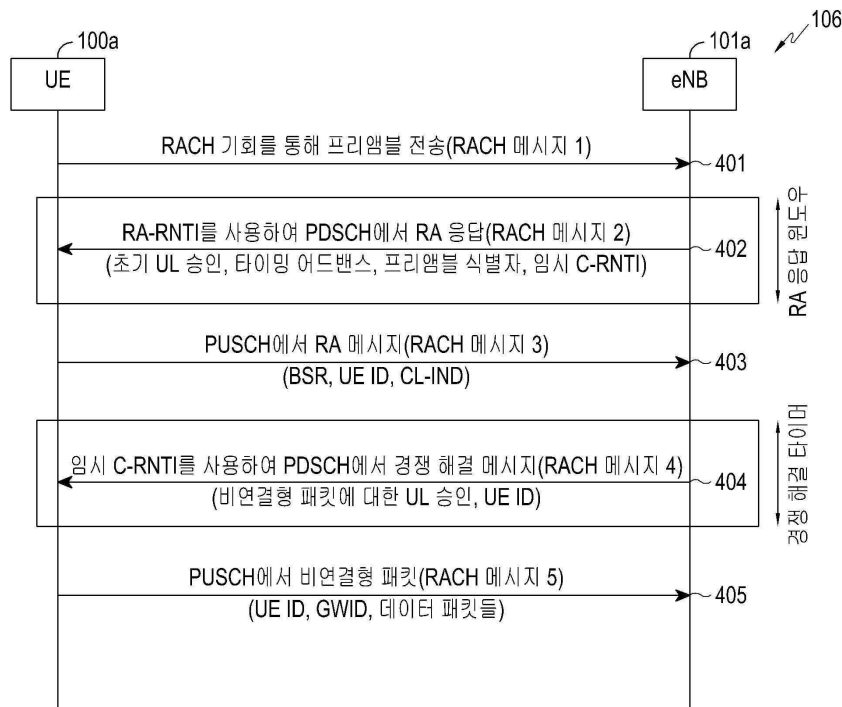 106
100a
101a
UE
eNB
RACH 기회를 통해 프리앰블 전송(RACH 메시지 1)
401
RA-RNTI를 사용하여 PDSCH에서 RA 응답(RACH 메시지 2)
402
(초기 UL 승인, 타이밍 어드밴스, 프리앰블 식별자, 임시 C-RNTI)
RA 응답 윈도우
PUSCH에서 RA 메시지(RACH 메시지 3)
403
(BSR, UE ID, CL-IND)
임시 C-RNTI를 사용하여 PDSCH에서 경쟁 해결 메시지(RACH 메시지 4)
404
(비연결형 패킷에 대한 UL 승인, UE ID)
경쟁 해결 타이머
PUSCH에서 비연결형 패킷(RACH 메시지 5)
405
(UE ID, GWID, 데이터 패킷들)